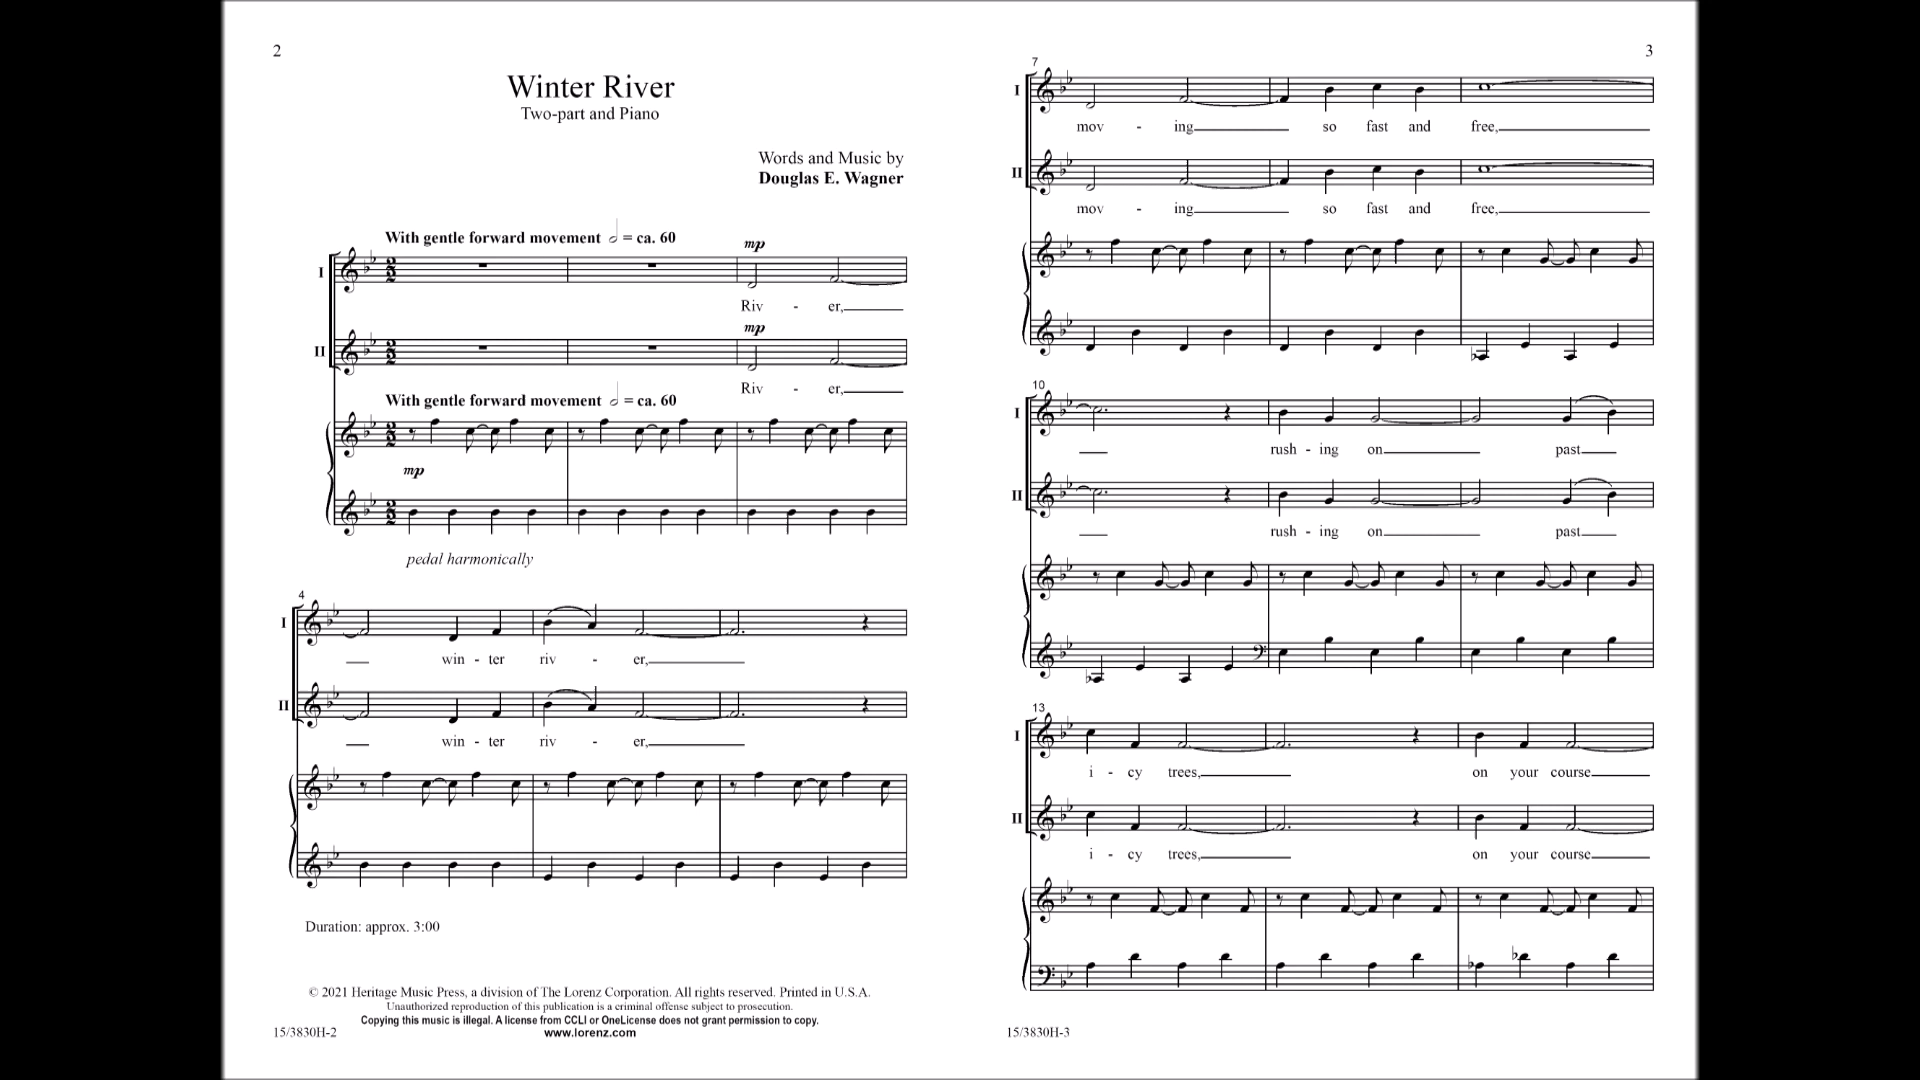 2
Winter River
Two-part and Piano
Words and Music by
Douglas E. Wagner
With gentle forward movement 𝅗𝅥 = ca. 60
mp
I
Riv - er,
mp
II
Riv - er,
With gentle forward movement 𝅗𝅥 = ca. 60
mp
pedal harmonically
4
I
win - ter riv - er,
II
win - ter riv - er,
Duration: approx. 3:00
© 2021 Heritage Music Press, a division of The Lorenz Corporation. All rights reserved. Printed in U.S.A.
Unauthorized reproduction of this publication is a criminal offense subject to prosecution.
Copying this music is illegal. A license from CCLI or OneLicense does not grant permission to copy.
www.lorenz.com
15/3830H-2
3
7
I
mov - ing so fast and free,
II
mov - ing so fast and free,
10
I
rush - ing on past
II
rush - ing on past
13
I
i - cy trees, on your course
II
i - cy trees, on your course
15/3830H-3